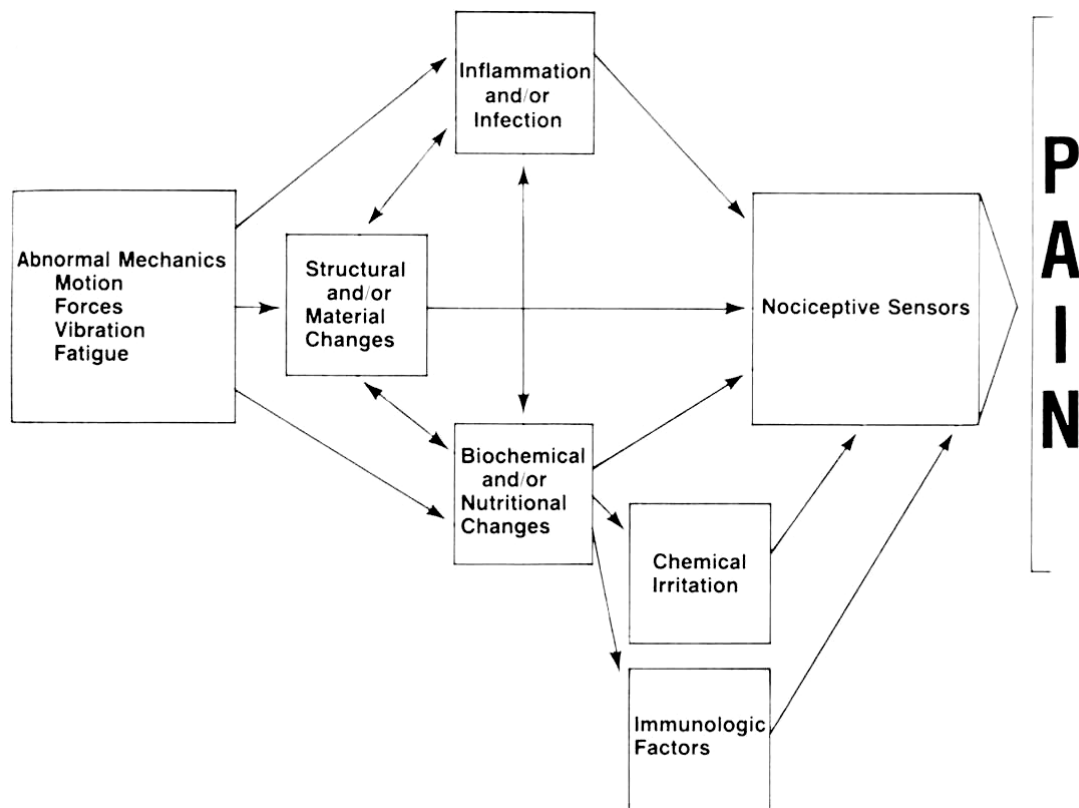 Inflammation
and/or
Infection
Abnormal Mechanics
Motion
Forces
Vibration
Fatigue
Structural
and/or
Material
Changes
Nociceptive Sensors
PAIN
Biochemical
and/or
Nutritional
Changes
Chemical
Irritation
Immunologic
Factors